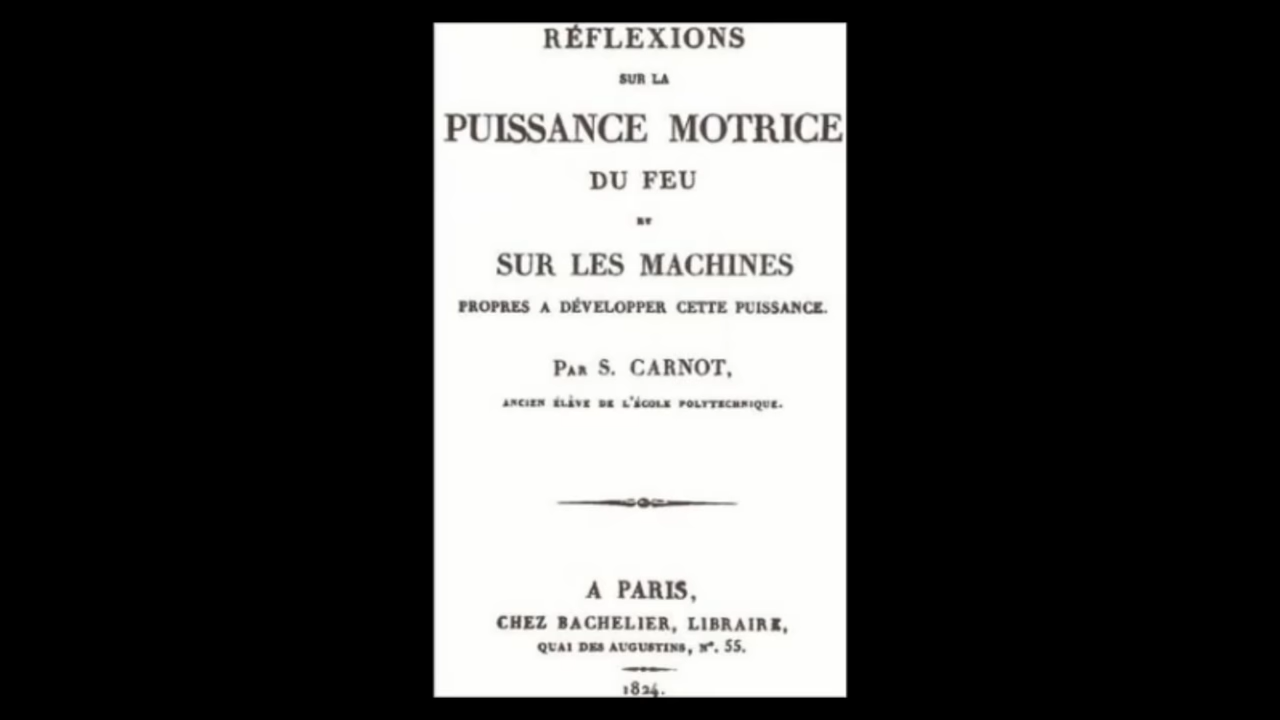 RÉFLEXIONS
SUR LA
PUISSANCE MOTRICE
DU FEU
ET
SUR LES MACHINES
PROPRES A DÉVELOPPER CETTE PUISSANCE.
PAR S. CARNOT,
ANCIEN ÉLÈVE DE L'ÉCOLE POLYTECHNIQUE.
A PARIS,
CHEZ BACHELIER, LIBRAIRE,
QUAI DES AUGUSTINS, Nº. 55.
1824.